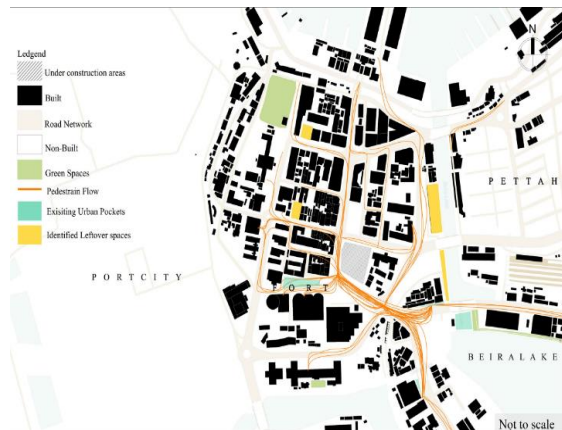 N
Ledgend
Under construction areas
Built
Road Network
Non-Built
Green Spaces
Pedestrain Flow
Exisiting Urban Pockets
Identified Leftover spaces
PETTAH
PORTCITY
FORT
BEIRALAKE
Not to scale